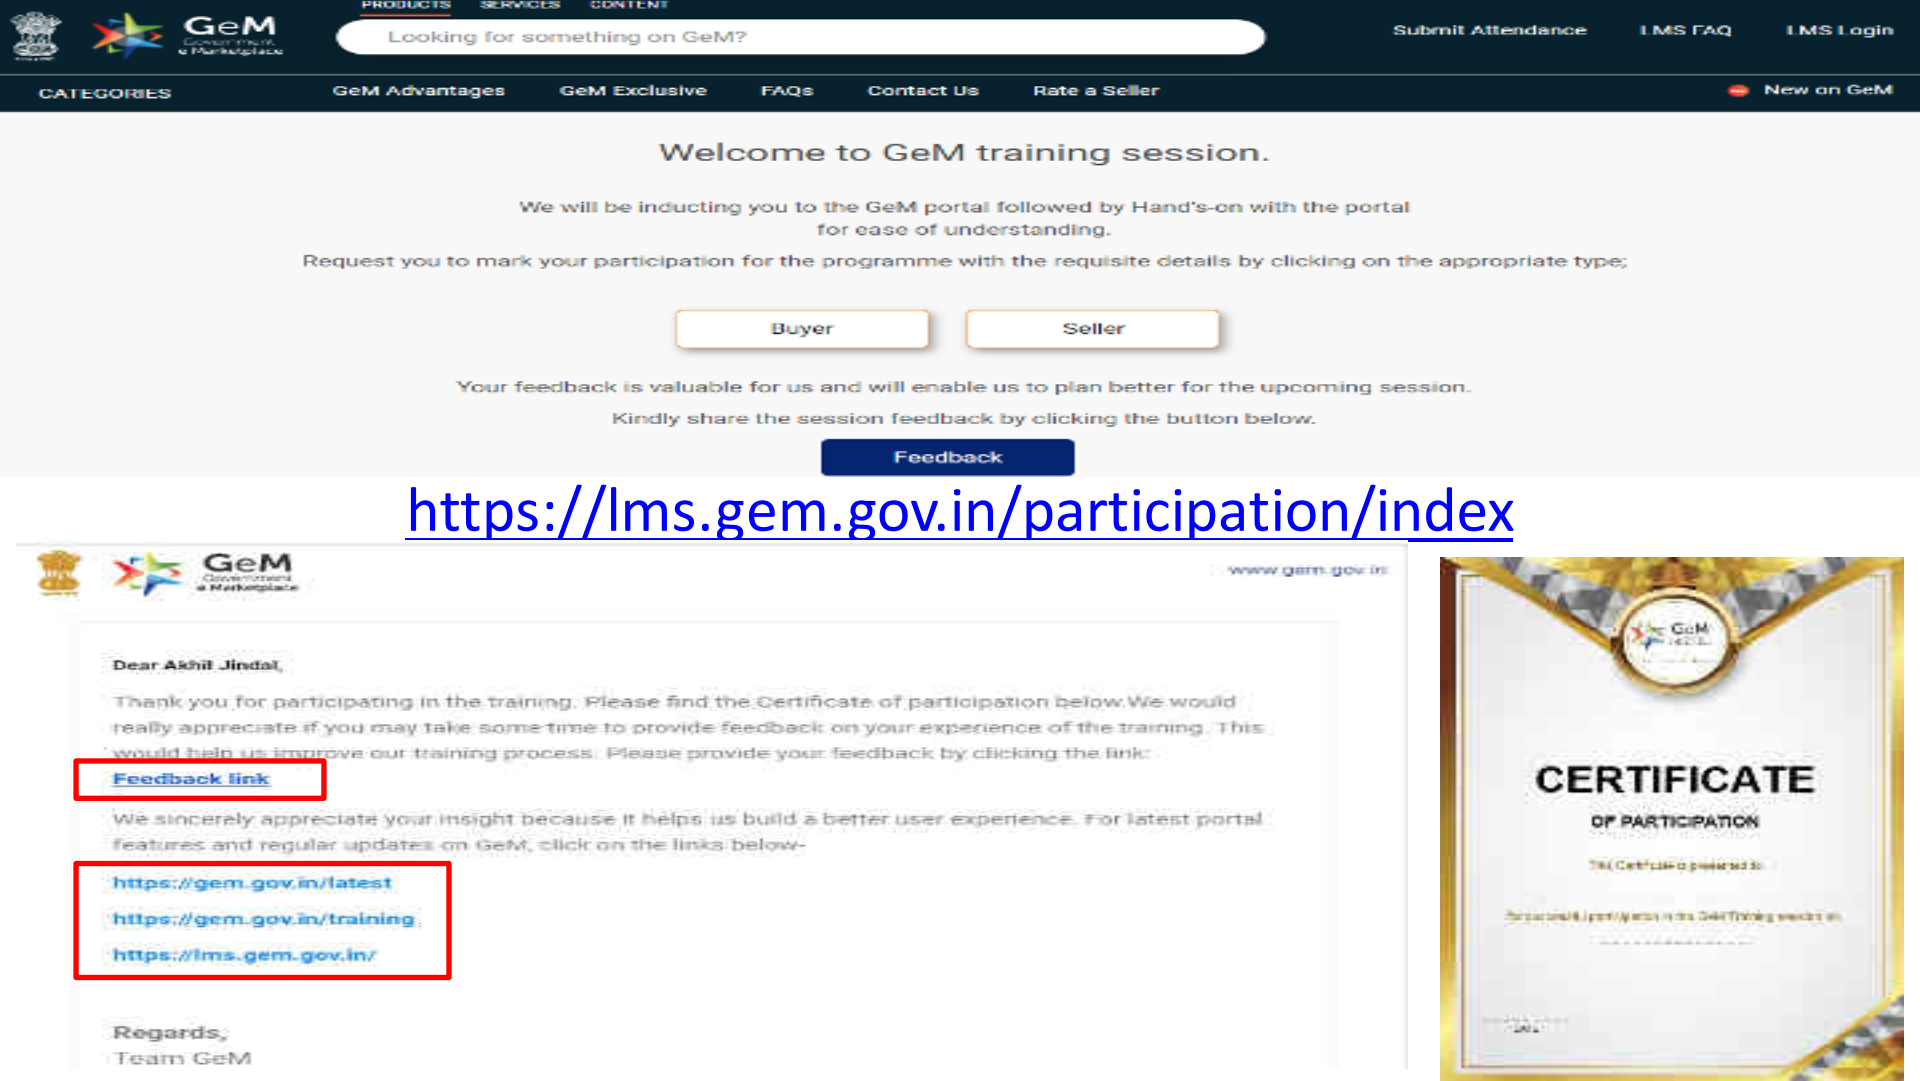 PRODUCTS SERVICES CONTENT
GeM
Government
e Marketplace
Looking for something on GeM?
Submit Attendance LMS FAQ LMS Login
CATEGORIES GeM Advantages GeM Exclusive FAQs Contact Us Rate a Seller New on GeM
Welcome to GeM training session.
We will be inducting you to the GeM portal followed by Hand's-on with the portal
for ease of understanding.
Request you to mark your participation for the programme with the requisite details by clicking on the appropriate type;
Buyer Seller
Your feedback is valuable for us and will enable us to plan better for the upcoming session.
Kindly share the session feedback by clicking the button below.
Feedback
https://lms.gem.gov.in/participation/index
GeM
Government
e Marketplace
www.gem.gov.in
Dear Akhil Jindal,
Thank you for participating in the training. Please find the Certificate of participation below.We would
really appreciate if you may take some time to provide feedback on your experience of the training. This
would help us improve our training process. Please provide your feedback by clicking the link:
Feedback link
We sincerely appreciate your insight because it helps us build a better user experience. For latest portal
features and regular updates on GeM, click on the links below-
https://gem.gov.in/latest
https://gem.gov.in/training
https://lms.gem.gov.in/
Regards,
Team GeM
GeM
CERTIFICATE
OF PARTICIPATION
This Certificate is presented to